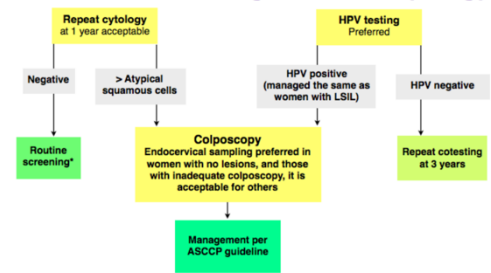 Repeat cytology
at 1 year acceptable
HPV testing
Preferred
Negative
> Atypical
squamous cells
HPV positive
(managed the same as
women with LSIL)
HPV negative
Routine
screening*
Colposcopy
Endocervical sampling preferred in
women with no lesions, and those
with inadequate colposcopy, it is
acceptable for others
Repeat cotesting
at 3 years
Management per
ASCCP guideline